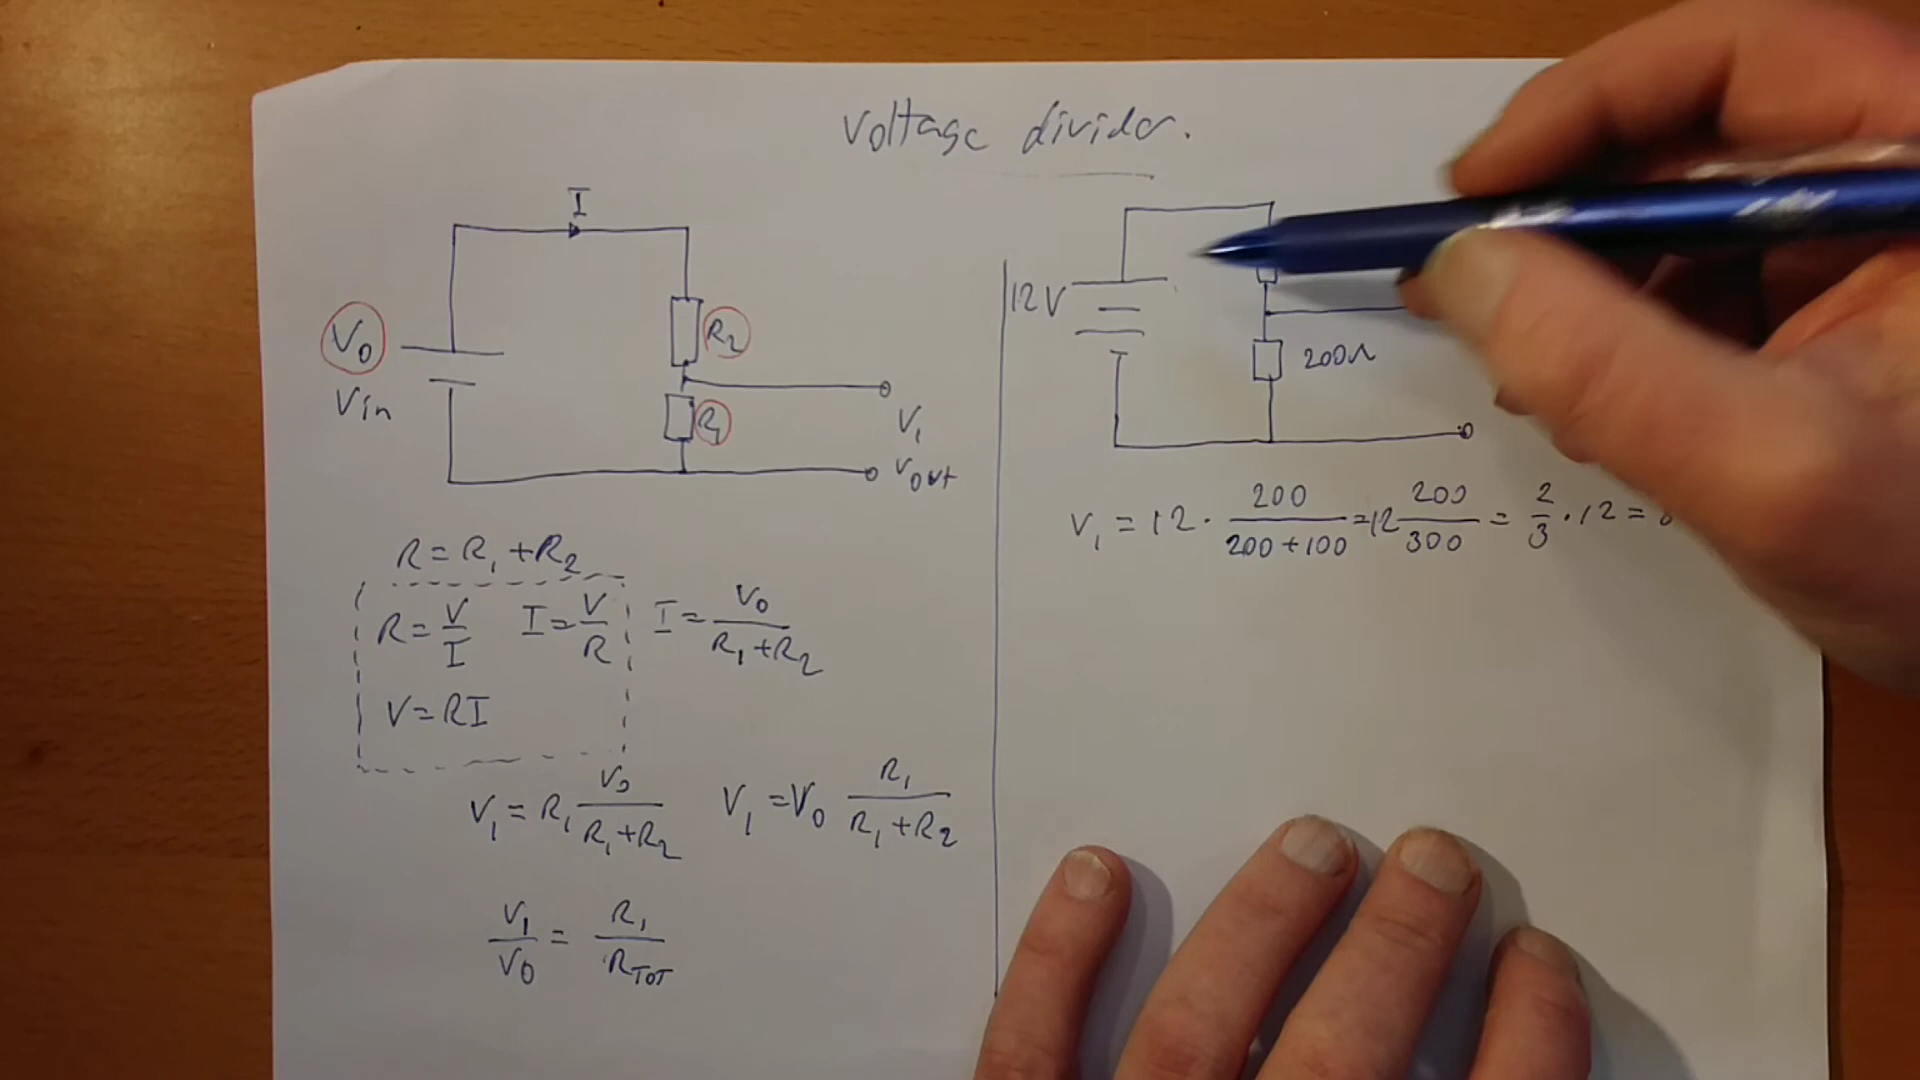 Voltage divider.
I
V0
Vin
R2
R1
V1
Vout
R=R1+R2
R=V/I I=V/R I=V0/(R1+R2)
V=RI
V1=R1 V0/(R1+R2) V1=V0 R1/(R1+R2)
V1/V0=R1/RTOT
12V
200Ω
V1=12·200/(200+100)=12 200/300=2/3·12=